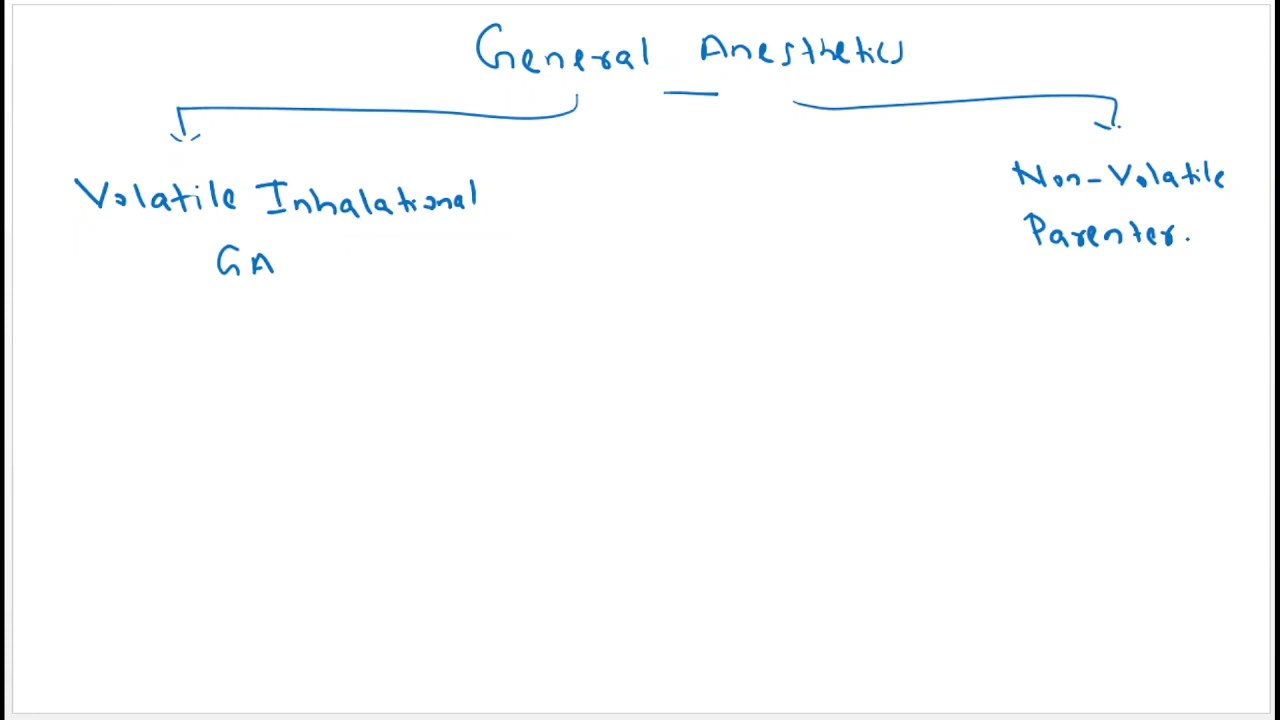 General Anesthetics
Volatile Inhalational
GA
Non-Volatile
Parenter.